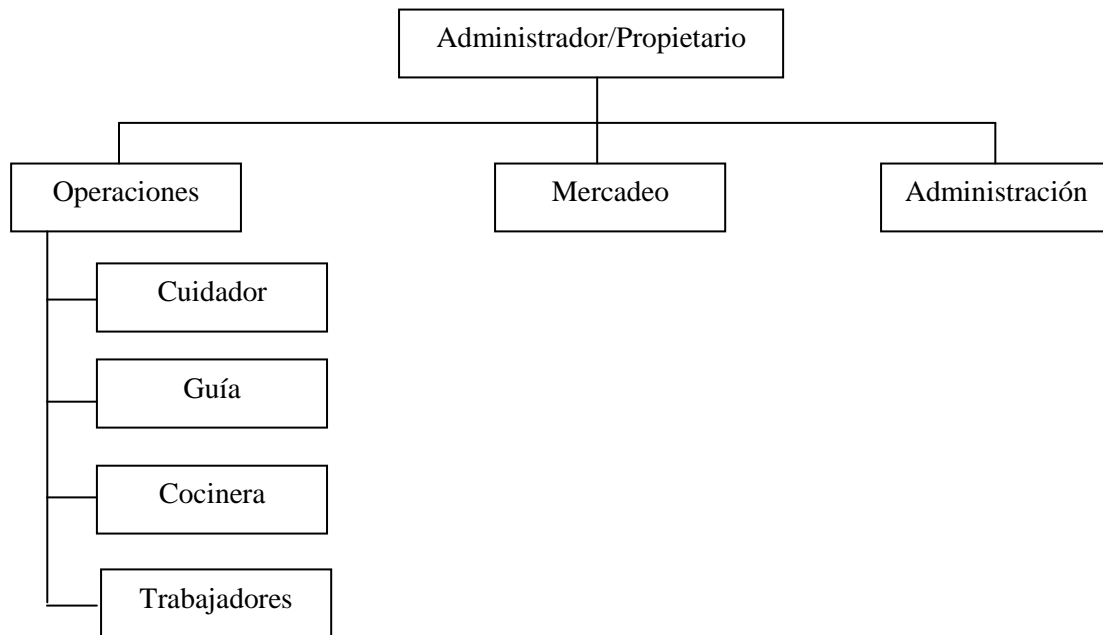 Administrador/Propietario
Operaciones
Mercadeo
Administración
Cuidador
Guía
Cocinera
Trabajadores